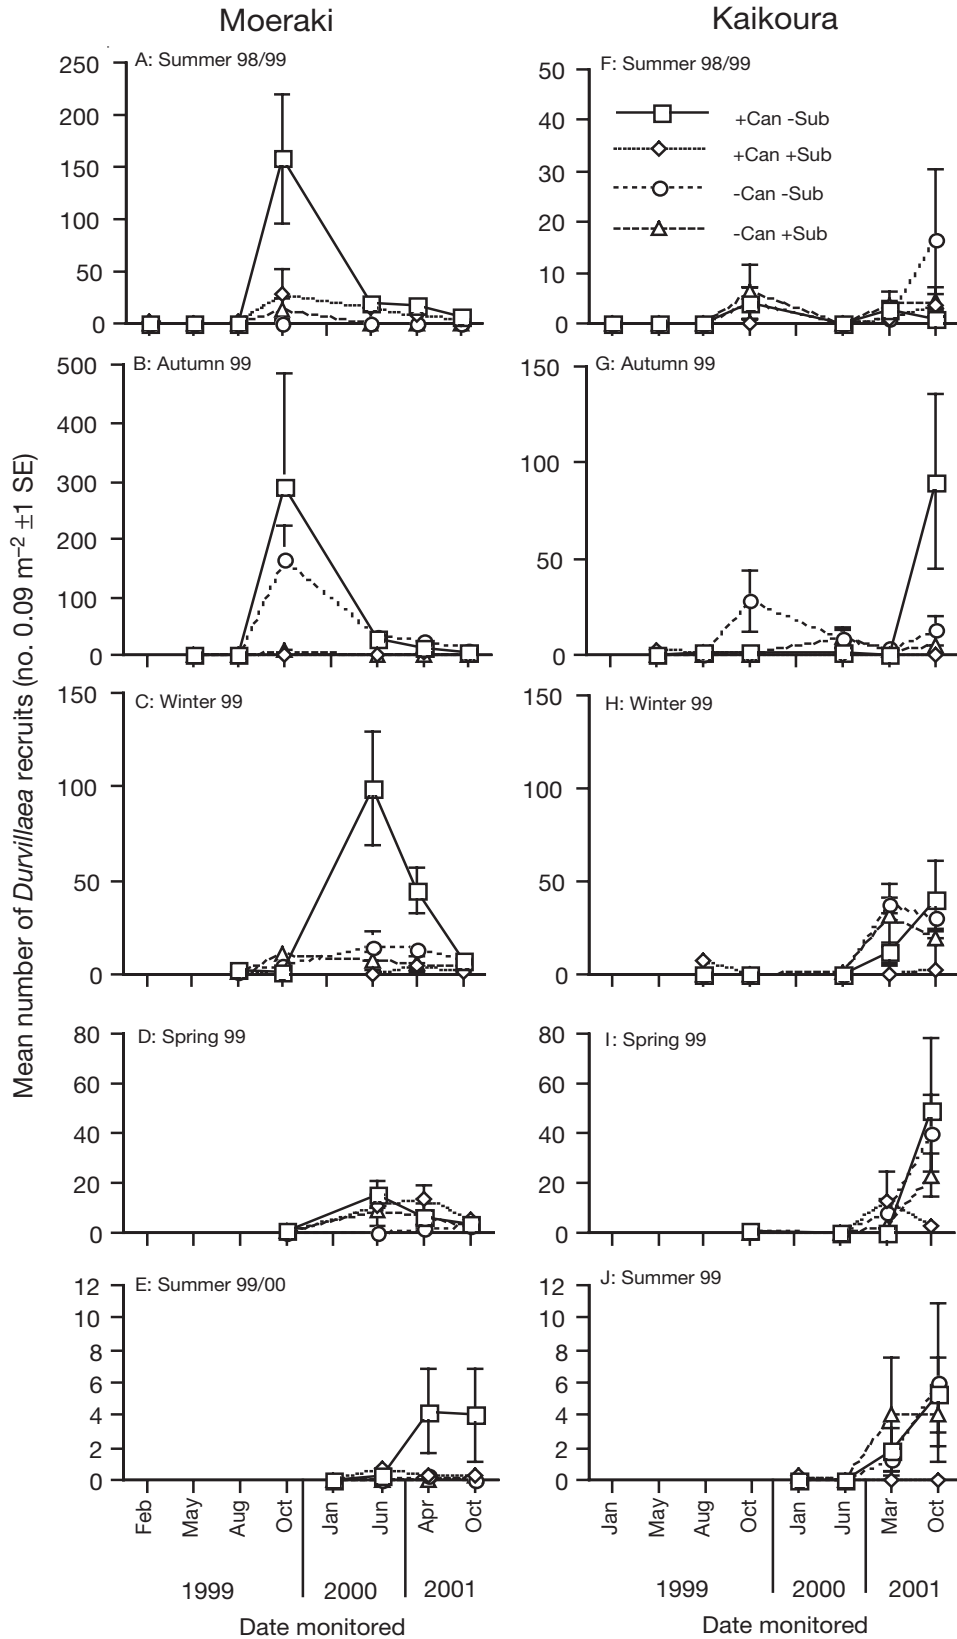 Moeraki
Kaikoura
Mean number of Durvillaea recruits (no. 0.09 m⁻² ±1 SE)
A: Summer 98/99
250
200
150
100
50
0
F: Summer 98/99
50
40
30
20
10
0
+Can -Sub
+Can +Sub
-Can -Sub
-Can +Sub
B: Autumn 99
500
400
300
200
100
0
G: Autumn 99
150
100
50
0
C: Winter 99
150
100
50
0
H: Winter 99
150
100
50
0
D: Spring 99
80
60
40
20
0
I: Spring 99
80
60
40
20
0
E: Summer 99/00
12
10
8
6
4
2
0
J: Summer 99
12
10
8
6
4
2
0
Feb May Aug Oct Jan Jun Apr Oct
1999 2000 2001
Date monitored
Jan May Aug Oct Jan Jun Mar Oct
1999 2000 2001
Date monitored